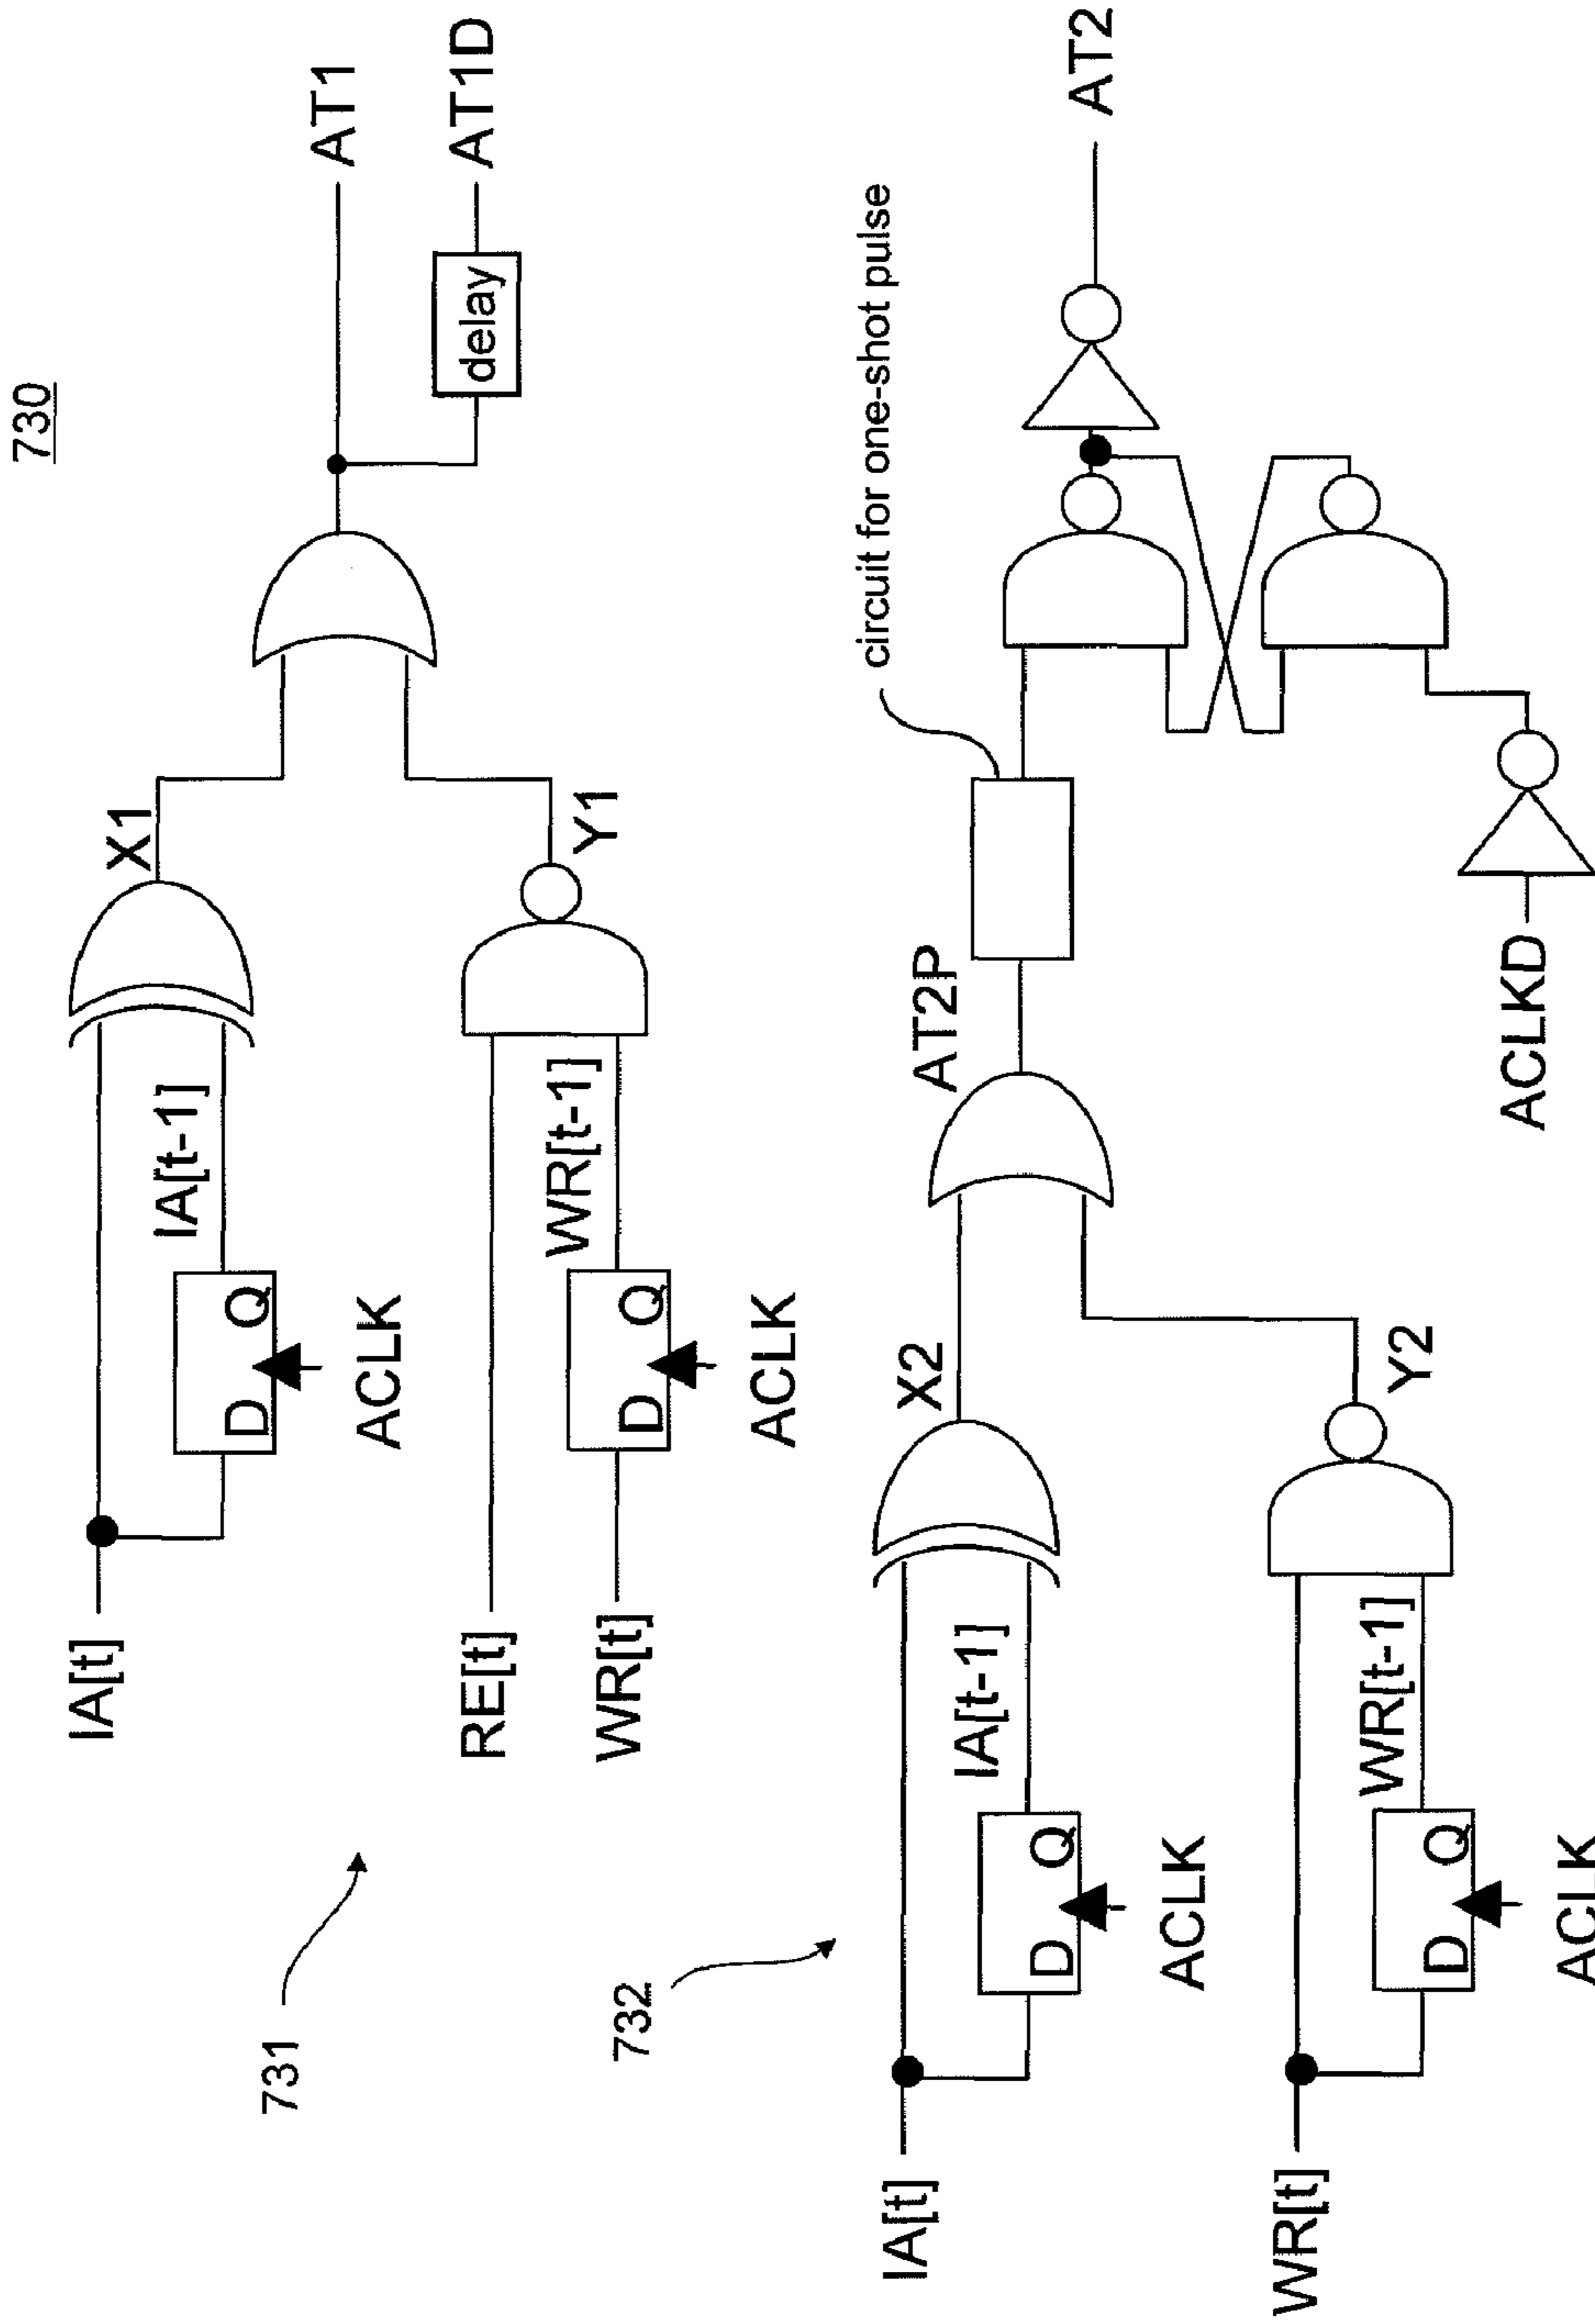 730
IA[t]
D Q
ACLK
IA[t-1]
X1
RE[t]
WR[t]
D Q
ACLK
WR[t-1]
Y1
AT1
delay
AT1D
731
732
IA[t]
D Q
ACLK
IA[t-1]
X2
WR[t]
D Q
ACLK
WR[t-1]
Y2
AT2P
circuit for one-shot pulse
ACLKD
AT2